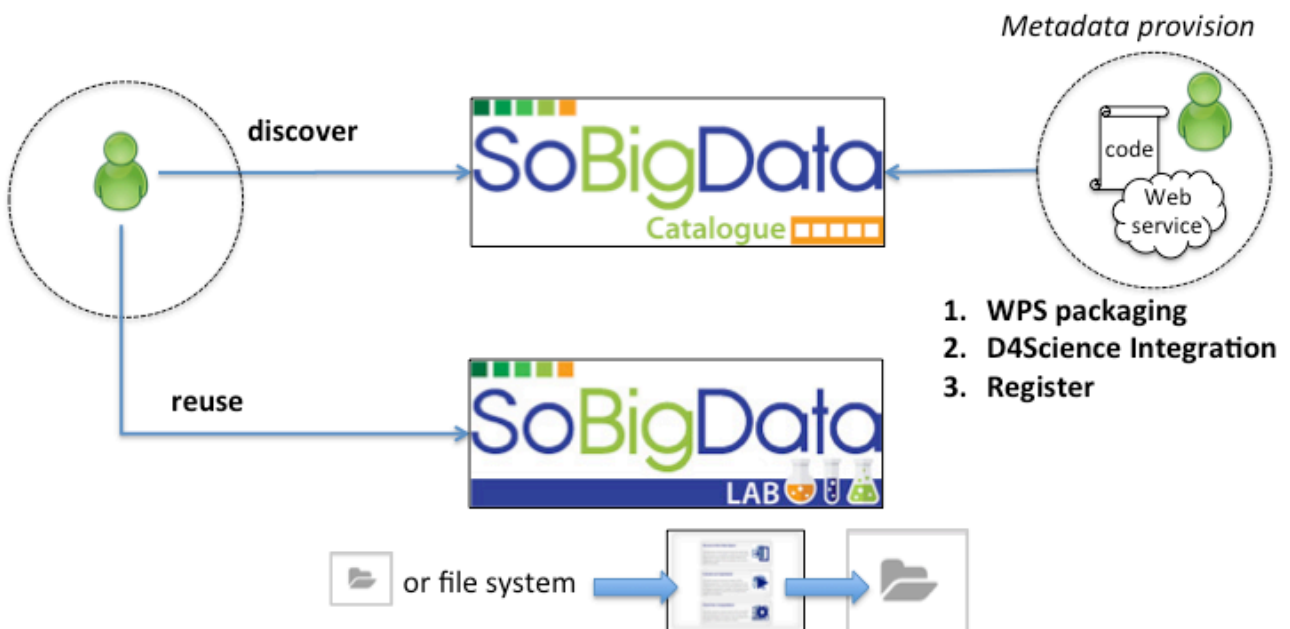 Metadata provision
discover
SoBigData
Catalogue
code
Web
service
1. WPS packaging
2. D4Science Integration
3. Register
reuse
SoBigData
LAB
or file system